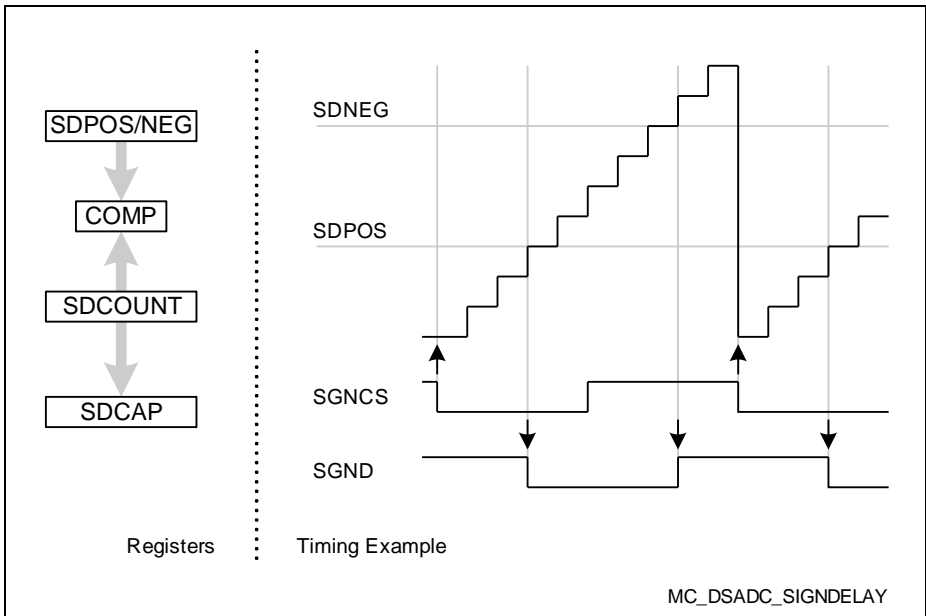 SDPOS/NEG
COMP
SDCOUNT
SDCAP
Registers
SDNEG
SDPOS
SGNCS
SGND
Timing Example
MC_DSADC_SIGNDELAY